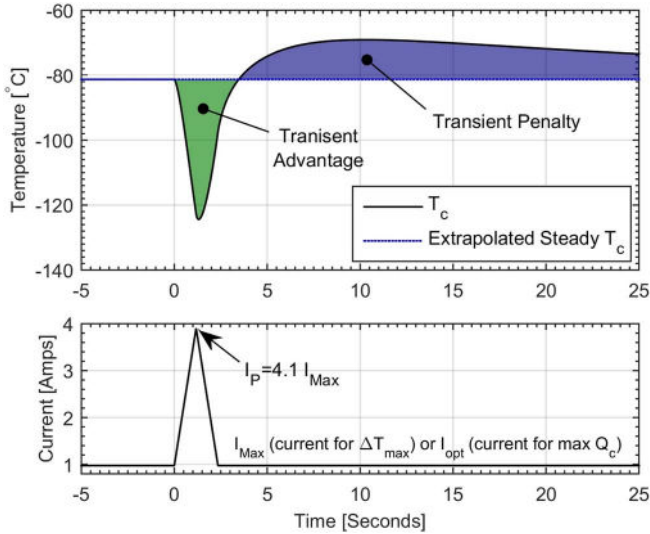 -60
-80
-100
-120
-140
Temperature [°C]
Tranisent
Advantage
Transient Penalty
T_c
Extrapolated Steady T_c
-5 0 5 10 15 20 25
4
3
2
1
Current [Amps]
I_P=4.1 I_Max
I_Max (current for ΔT_max) or I_opt (current for max Q_c)
-5 0 5 10 15 20 25
Time [Seconds]